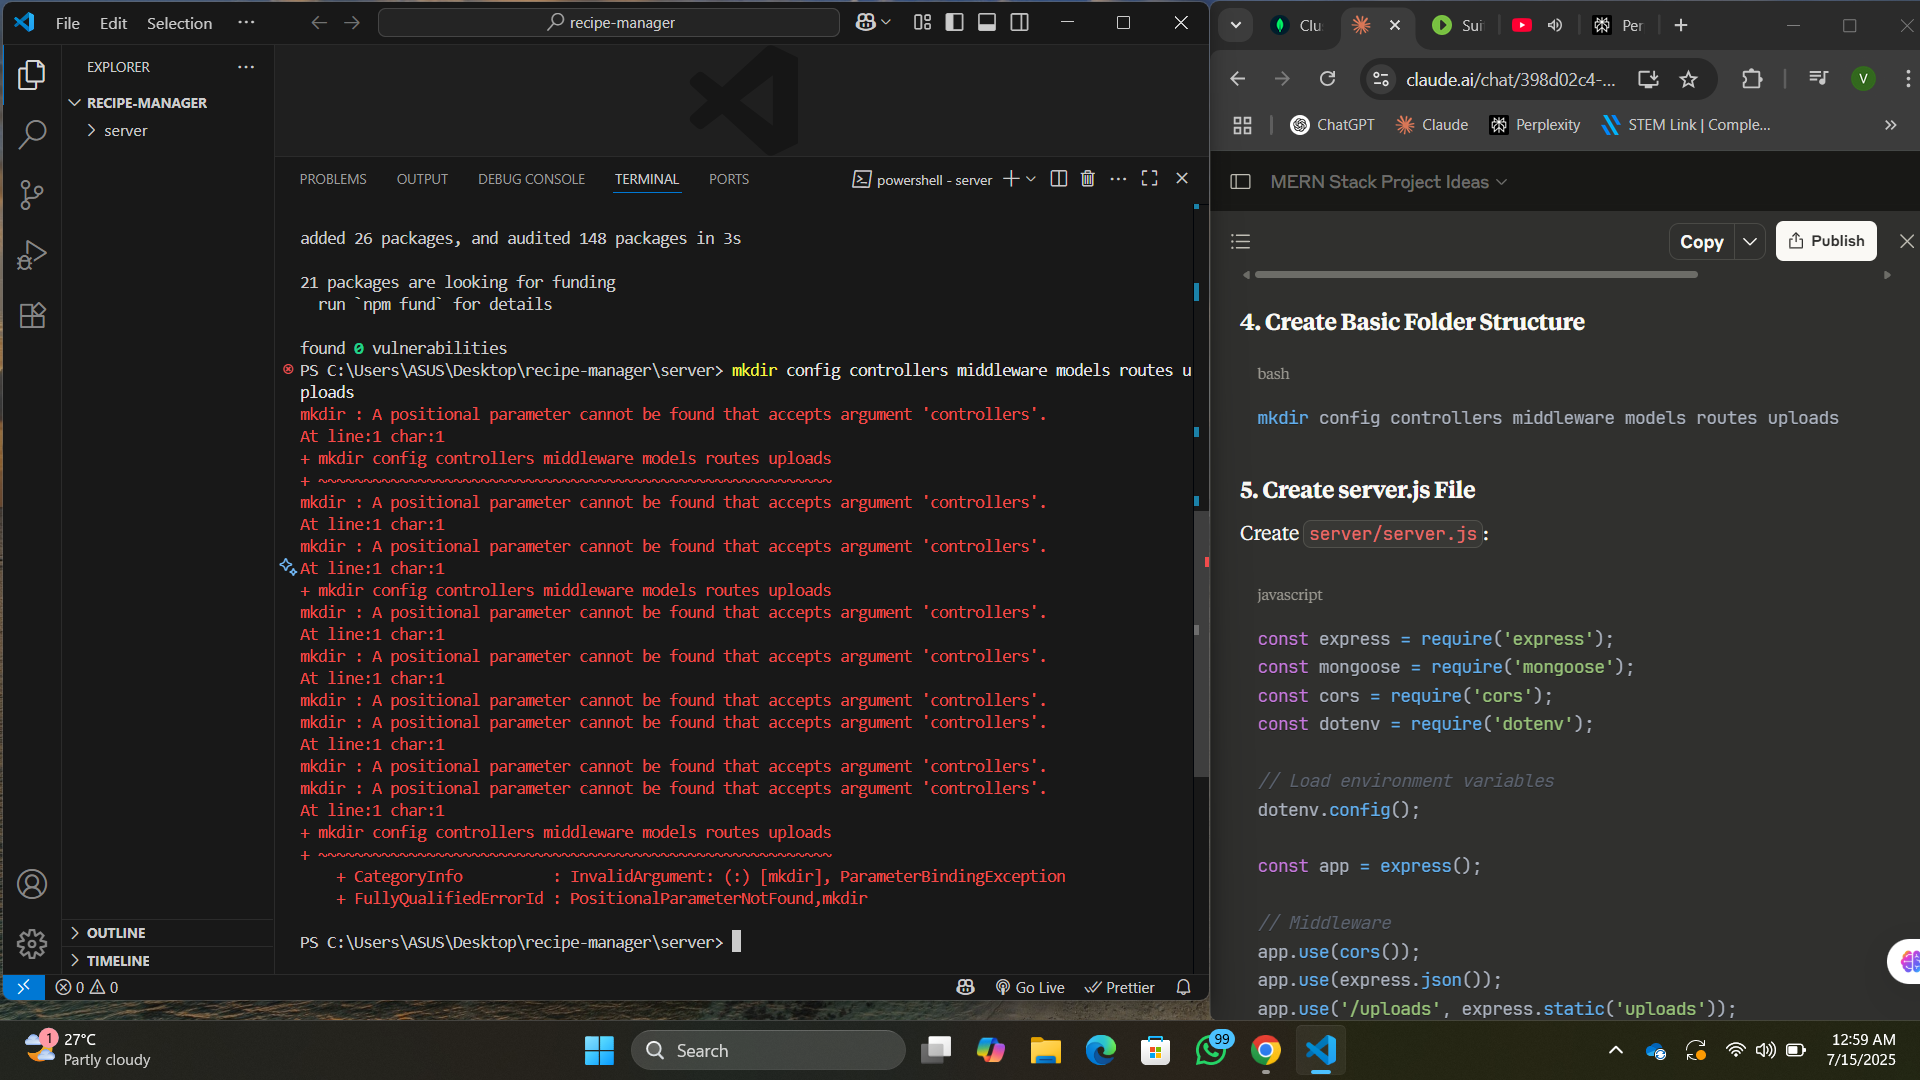 File Edit Selection ...
recipe-manager
EXPLORER
RECIPE-MANAGER
server
OUTLINE
TIMELINE
PROBLEMS OUTPUT DEBUG CONSOLE TERMINAL PORTS
powershell - server
added 26 packages, and audited 148 packages in 3s
21 packages are looking for funding
run `npm fund` for details
found 0 vulnerabilities
PS C:\Users\ASUS\Desktop\recipe-manager\server> mkdir config controllers middleware models routes u
ploads
mkdir : A positional parameter cannot be found that accepts argument 'controllers'.
At line:1 char:1
+ mkdir config controllers middleware models routes uploads
+ ~~~~~~~~~~~~~~~~~~~~~~~~~~~~~~~~~~~~~~~~~~~~~~~~~~~~~~~~~
mkdir : A positional parameter cannot be found that accepts argument 'controllers'.
At line:1 char:1
mkdir : A positional parameter cannot be found that accepts argument 'controllers'.
At line:1 char:1
+ mkdir config controllers middleware models routes uploads
mkdir : A positional parameter cannot be found that accepts argument 'controllers'.
At line:1 char:1
mkdir : A positional parameter cannot be found that accepts argument 'controllers'.
At line:1 char:1
mkdir : A positional parameter cannot be found that accepts argument 'controllers'.
mkdir : A positional parameter cannot be found that accepts argument 'controllers'.
At line:1 char:1
mkdir : A positional parameter cannot be found that accepts argument 'controllers'.
mkdir : A positional parameter cannot be found that accepts argument 'controllers'.
At line:1 char:1
+ mkdir config controllers middleware models routes uploads
+ ~~~~~~~~~~~~~~~~~~~~~~~~~~~~~~~~~~~~~~~~~~~~~~~~~~~~~~~~~
+ CategoryInfo : InvalidArgument: (:) [mkdir], ParameterBindingException
+ FullyQualifiedErrorId : PositionalParameterNotFound,mkdir
PS C:\Users\ASUS\Desktop\recipe-manager\server>
0 0
Go Live Prettier
Clu Sui Per
claude.ai/chat/398d02c4-...
V
ChatGPT Claude Perplexity STEM Link | Comple...
MERN Stack Project Ideas
Copy Publish
4. Create Basic Folder Structure
bash
mkdir config controllers middleware models routes uploads
5. Create server.js File
Create server/server.js:
javascript
const express = require('express');
const mongoose = require('mongoose');
const cors = require('cors');
const dotenv = require('dotenv');
// Load environment variables
dotenv.config();
const app = express();
// Middleware
app.use(cors());
app.use(express.json());
app.use('/uploads', express.static('uploads'));
1
27°C
Partly cloudy
Search
99
12:59 AM
7/15/2025